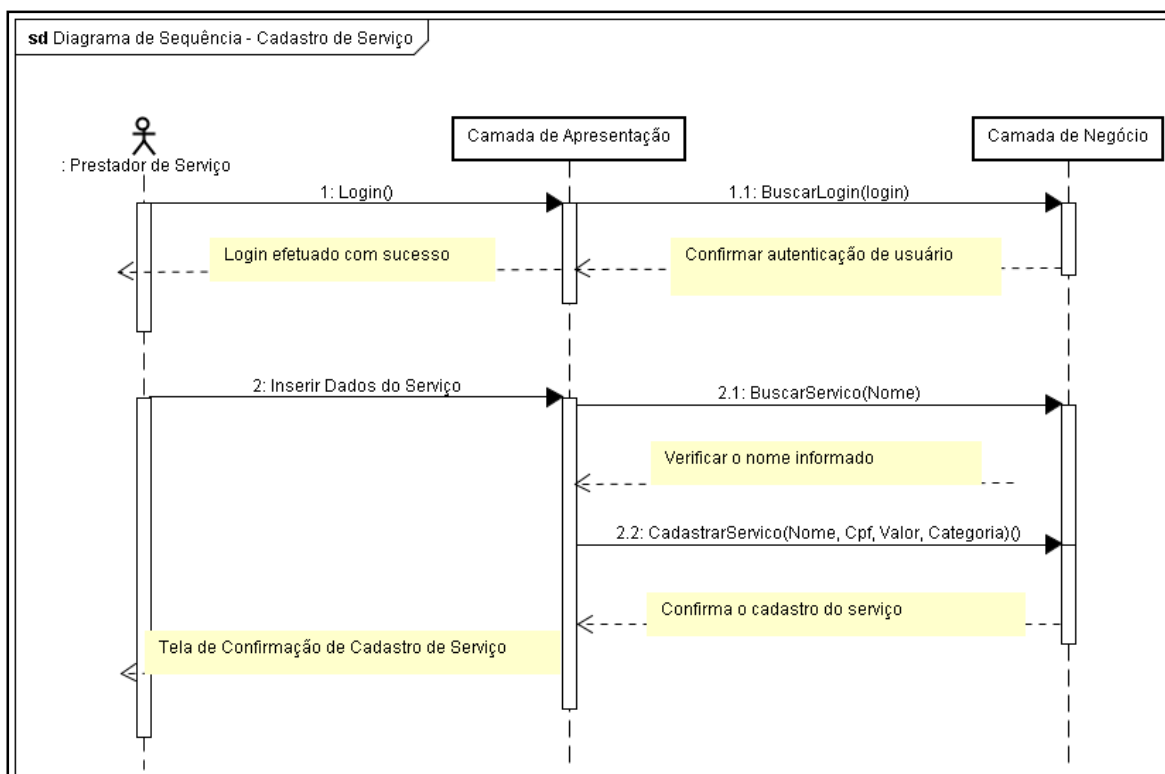 sd Diagrama de Sequência - Cadastro de Serviço
: Prestador de Serviço
Camada de Apresentação
Camada de Negócio
1: Login()
1.1: BuscarLogin(login)
Login efetuado com sucesso
Confirmar autenticação de usuário
2: Inserir Dados do Serviço
2.1: BuscarServico(Nome)
Verificar o nome informado
2.2: CadastrarServico(Nome, Cpf, Valor, Categoria)()
Confirma o cadastro do serviço
Tela de Confirmação de Cadastro de Serviço